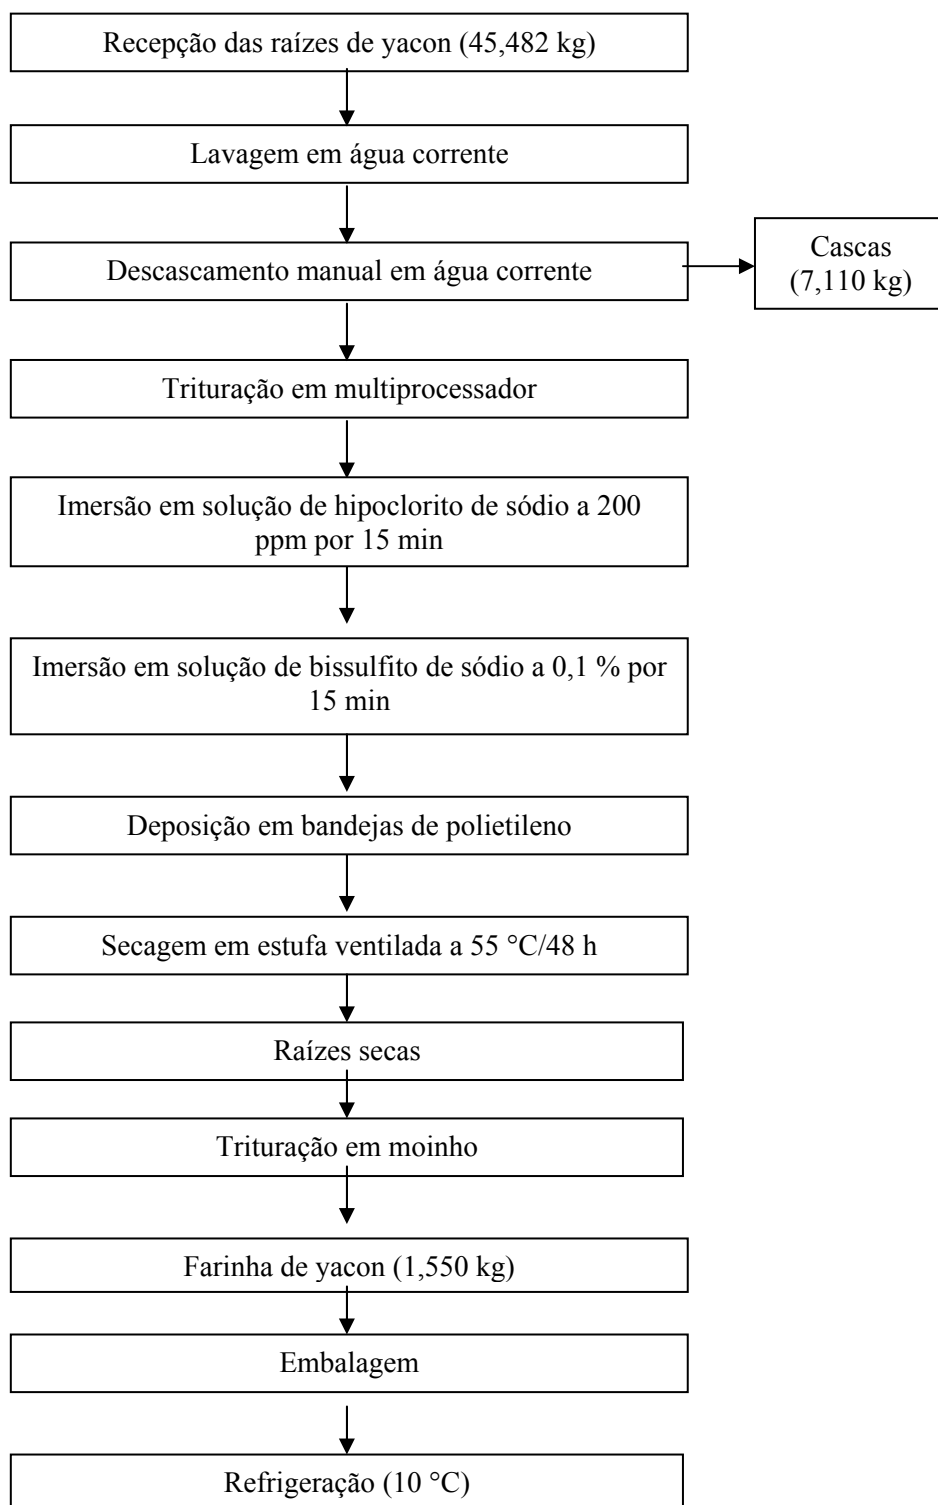 Recepção das raízes de yacon (45,482 kg)
Lavagem em água corrente
Descascamento manual em água corrente
Cascas
(7,110 kg)
Trituração em multiprocessador
Imersão em solução de hipoclorito de sódio a 200
ppm por 15 min
Imersão em solução de bissulfito de sódio a 0,1 % por
15 min
Deposição em bandejas de polietileno
Secagem em estufa ventilada a 55 °C/48 h
Raízes secas
Trituração em moinho
Farinha de yacon (1,550 kg)
Embalagem
Refrigeração (10 °C)